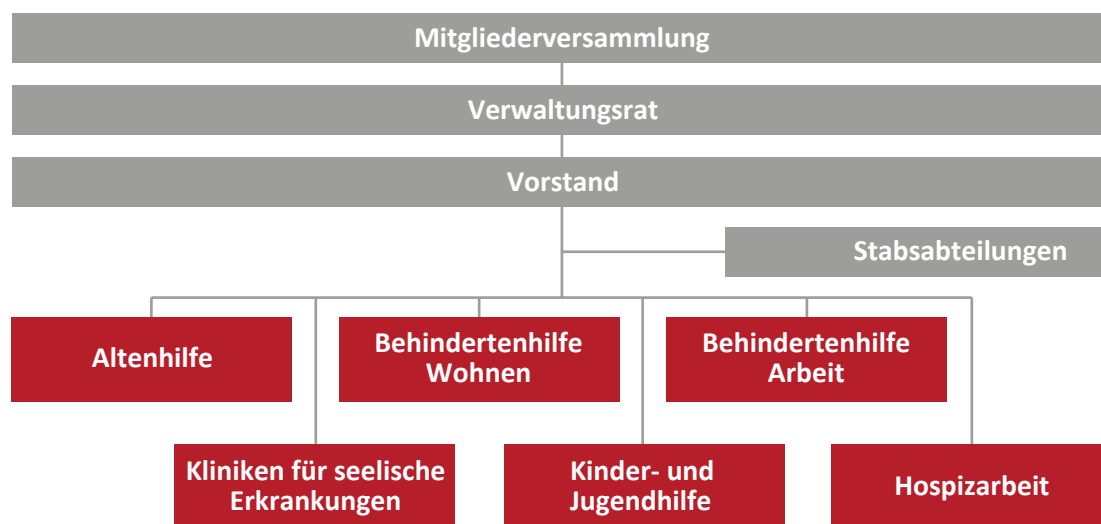 Mitgliederversammlung
Verwaltungsrat
Vorstand
Stabsabteilungen
Altenhilfe
Behindertenhilfe
Wohnen
Behindertenhilfe
Arbeit
Kliniken für seelische
Erkrankungen
Kinder- und
Jugendhilfe
Hospizarbeit